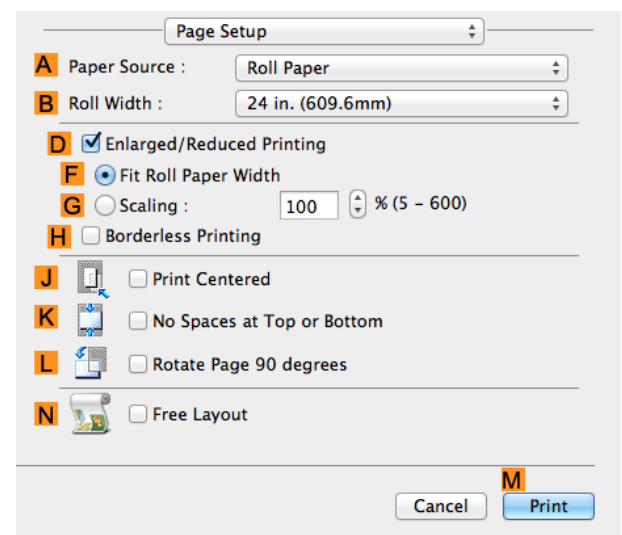 Page Setup
A Paper Source : Roll Paper
B Roll Width : 24 in. (609.6mm)
D Enlarged/Reduced Printing
F Fit Roll Paper Width
G Scaling : 100 % (5 – 600)
H Borderless Printing
J Print Centered
K No Spaces at Top or Bottom
L Rotate Page 90 degrees
N Free Layout
M
Cancel Print